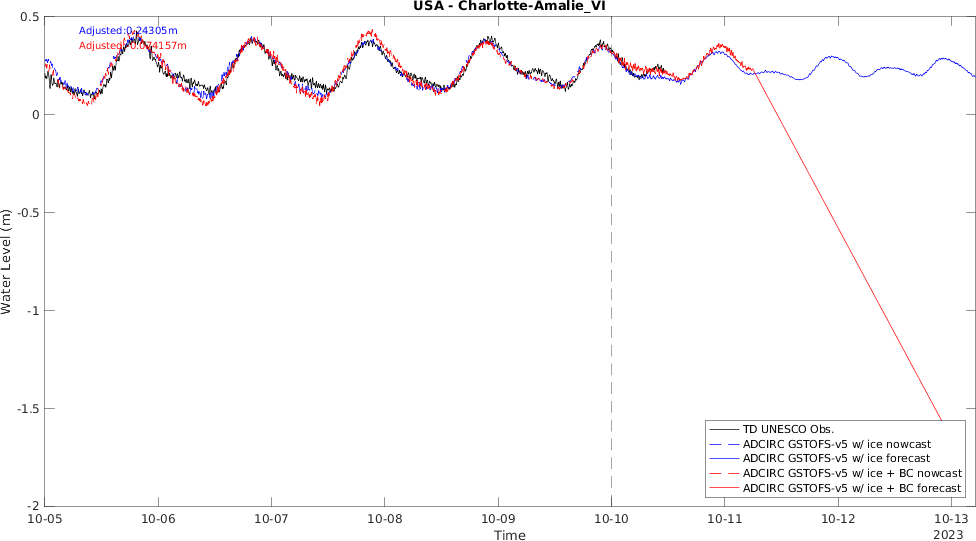 USA - Charlotte-Amalie_VI
Adjusted:0.24305m
Adjusted:
0.5
0
-0.5
-1
-1.5
-2
Water Level (m)
TD UNESCO Obs.
ADCIRC GSTOFS-v5 w/ ice nowcast
ADCIRC GSTOFS-v5 w/ ice forecast
ADCIRC GSTOFS-v5 w/ ice + BC nowcast
ADCIRC GSTOFS-v5 w/ ice + BC forecast
10-05 10-06 10-07 10-08 10-09 10-10 10-11 10-12 10-13
2023
Time